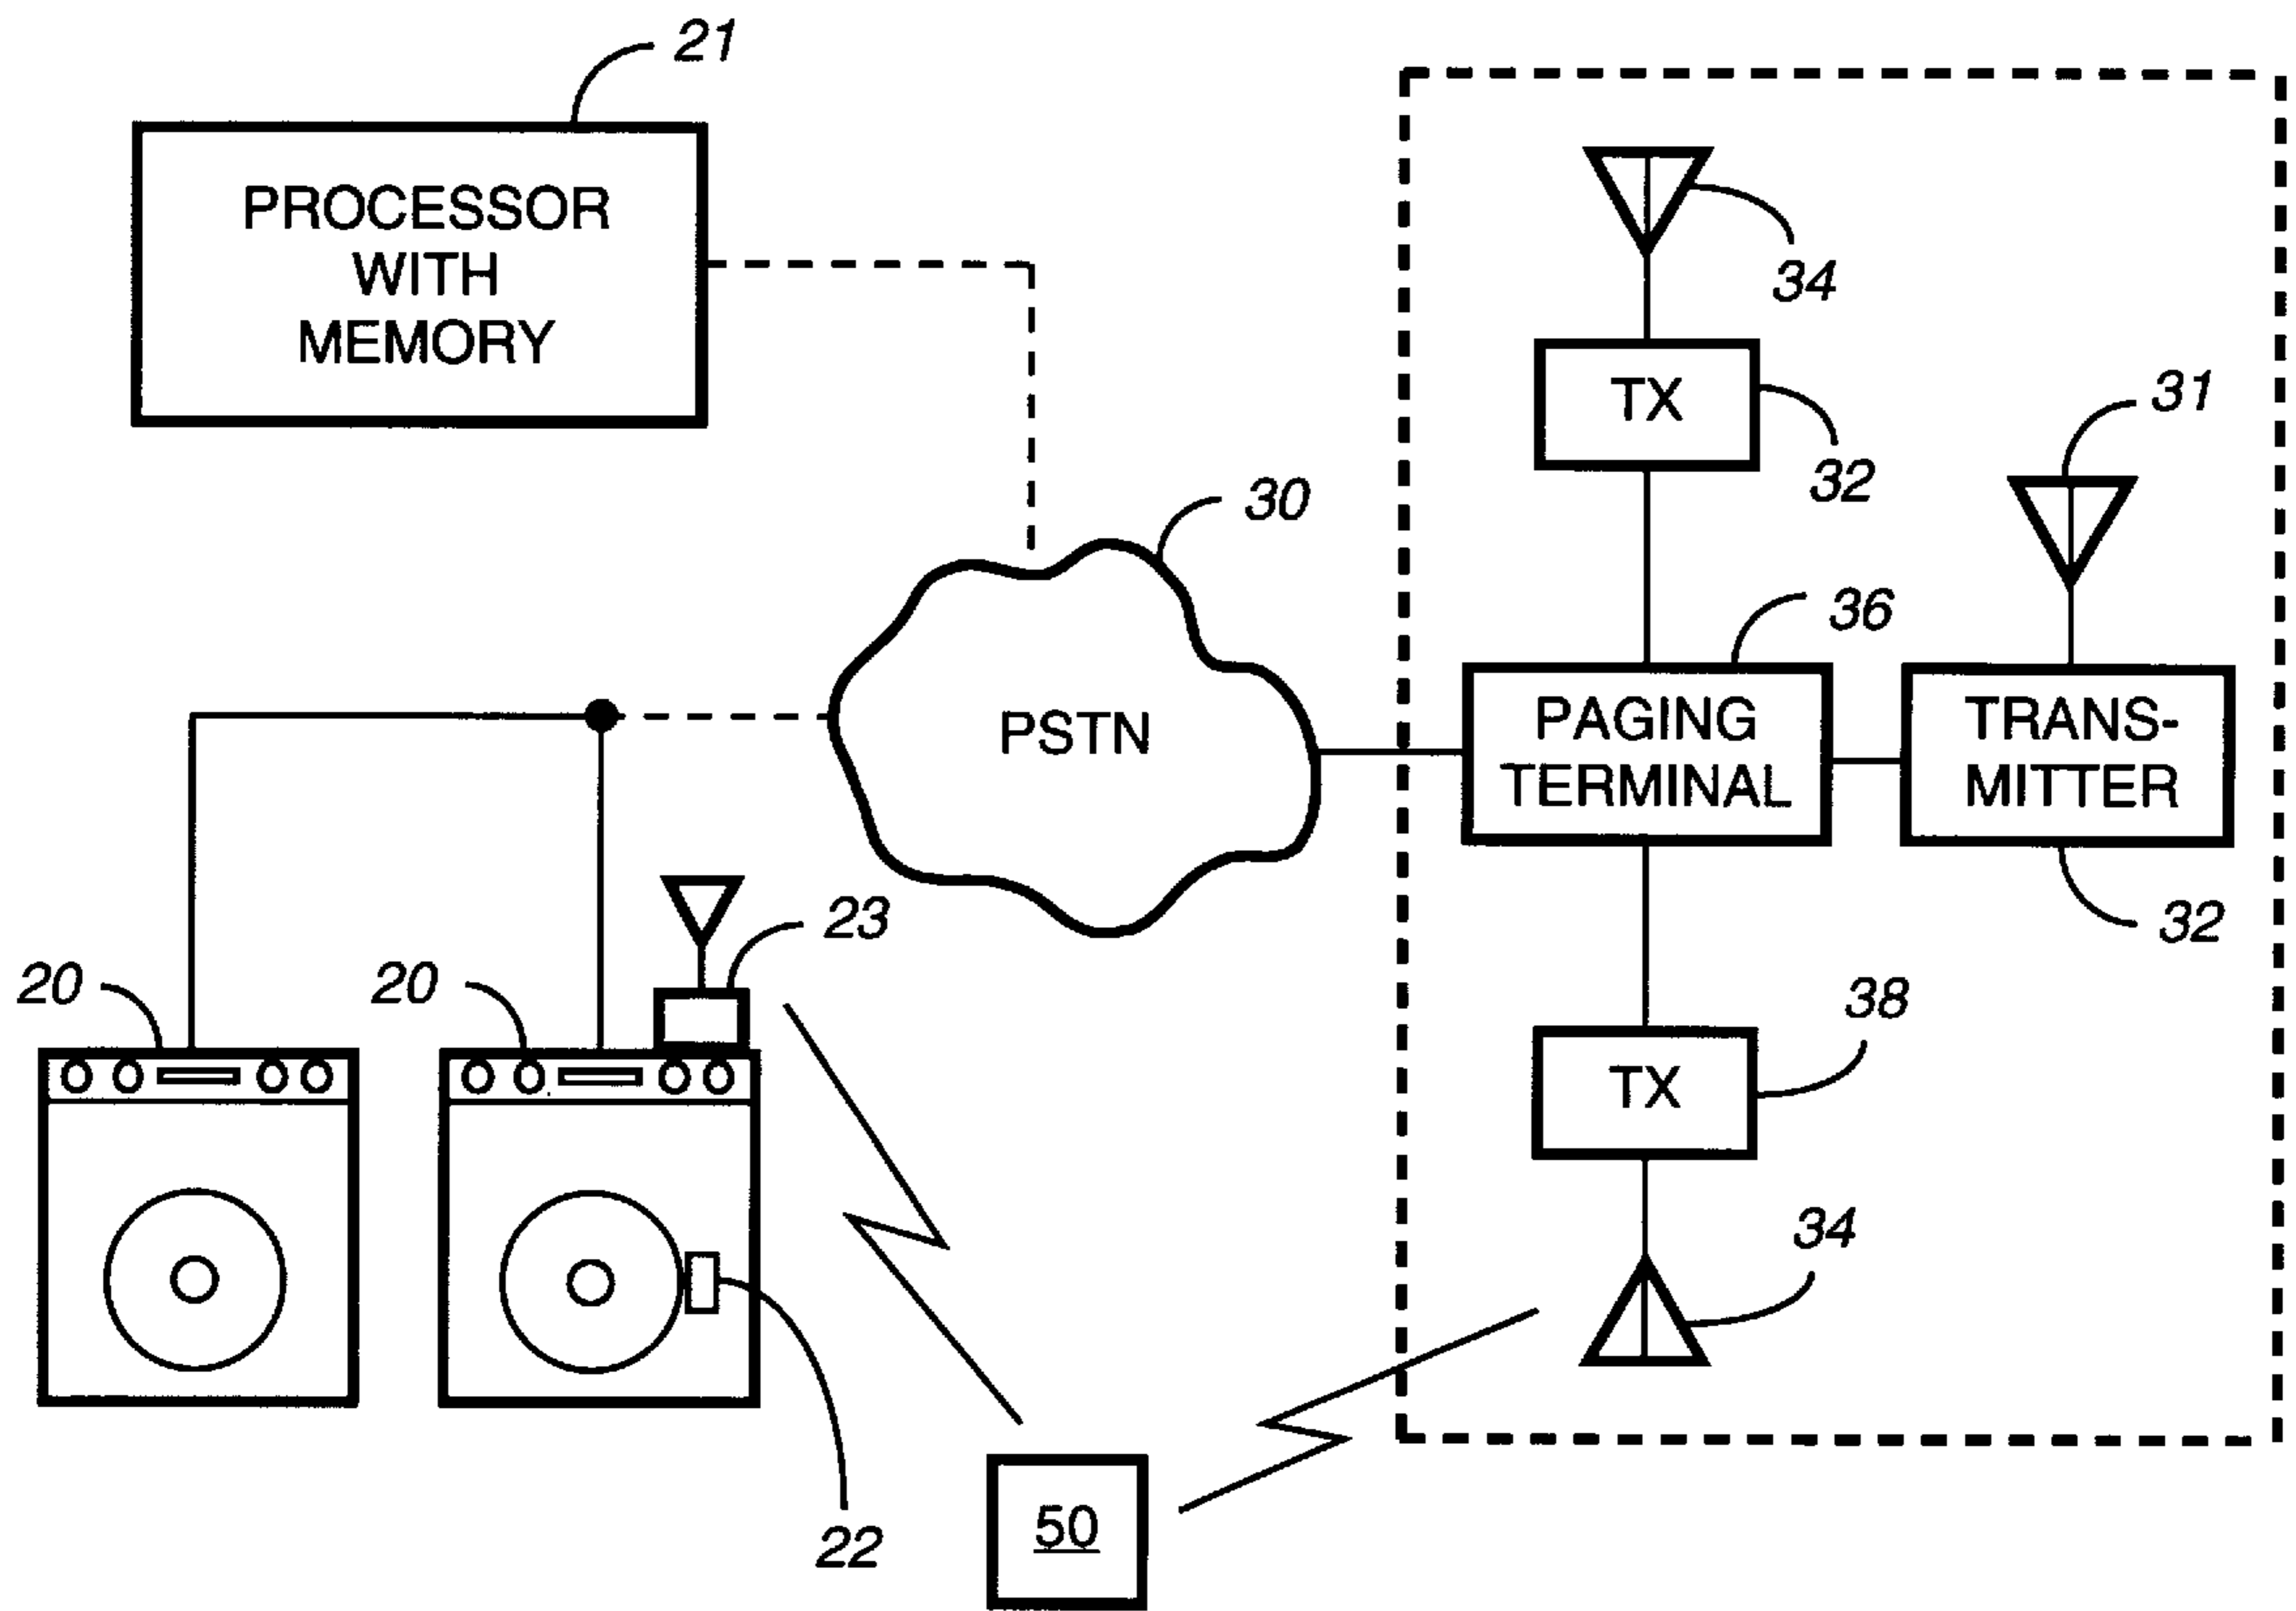 21
PROCESSOR
WITH
MEMORY
34
TX
32
31
30
36
PSTN
PAGING
TERMINAL
TRANS-
MITTER
32
23
20
20
38
TX
34
22
50